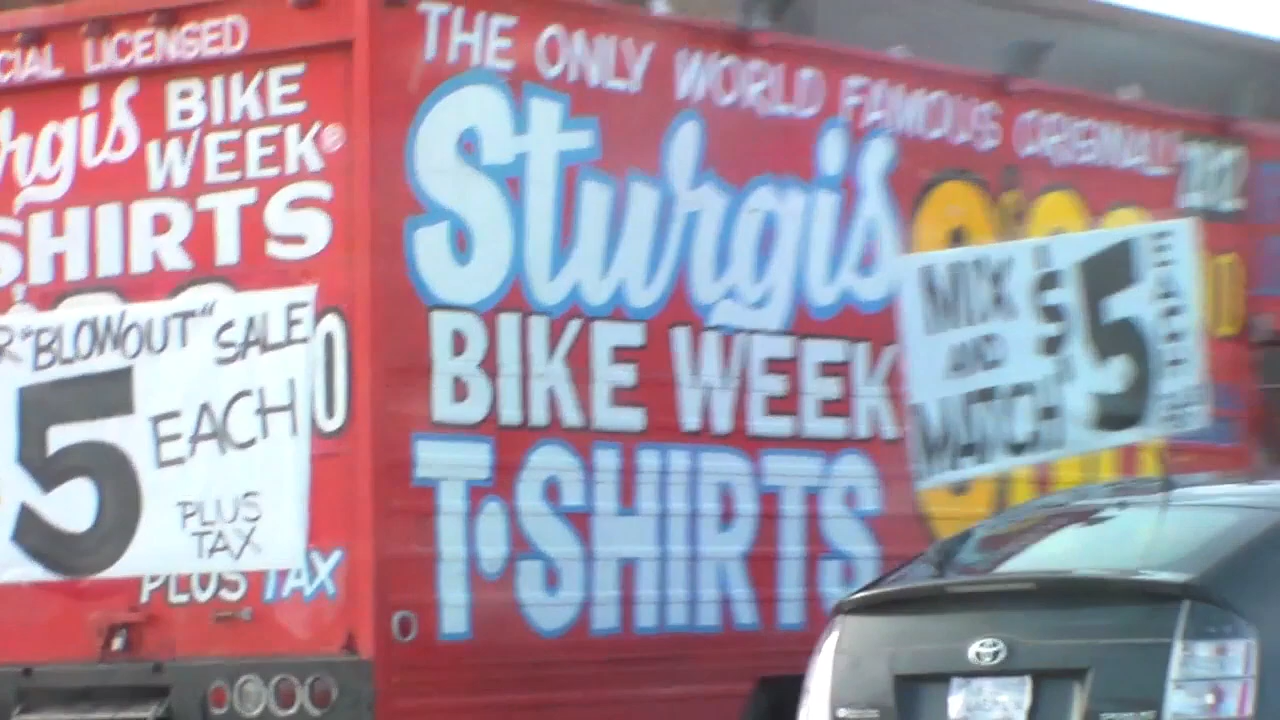 CIAL LICENSED
rgis BIKE WEEK®
SHIRTS
R "BLOWOUT" SALE
5 EACH
PLUS TAX
PLUS TAX
THE ONLY WORLD FAMOUS ORIGINAL!
Sturgis
BIKE WEEK
T·SHIRTS
MIX AND MATCH
5